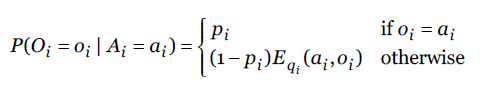 P(O_i = o_i | A_i = a_i) = { p_i if o_i = a_i
(1 − p_i)E_{q_i}(a_i, o_i) otherwise